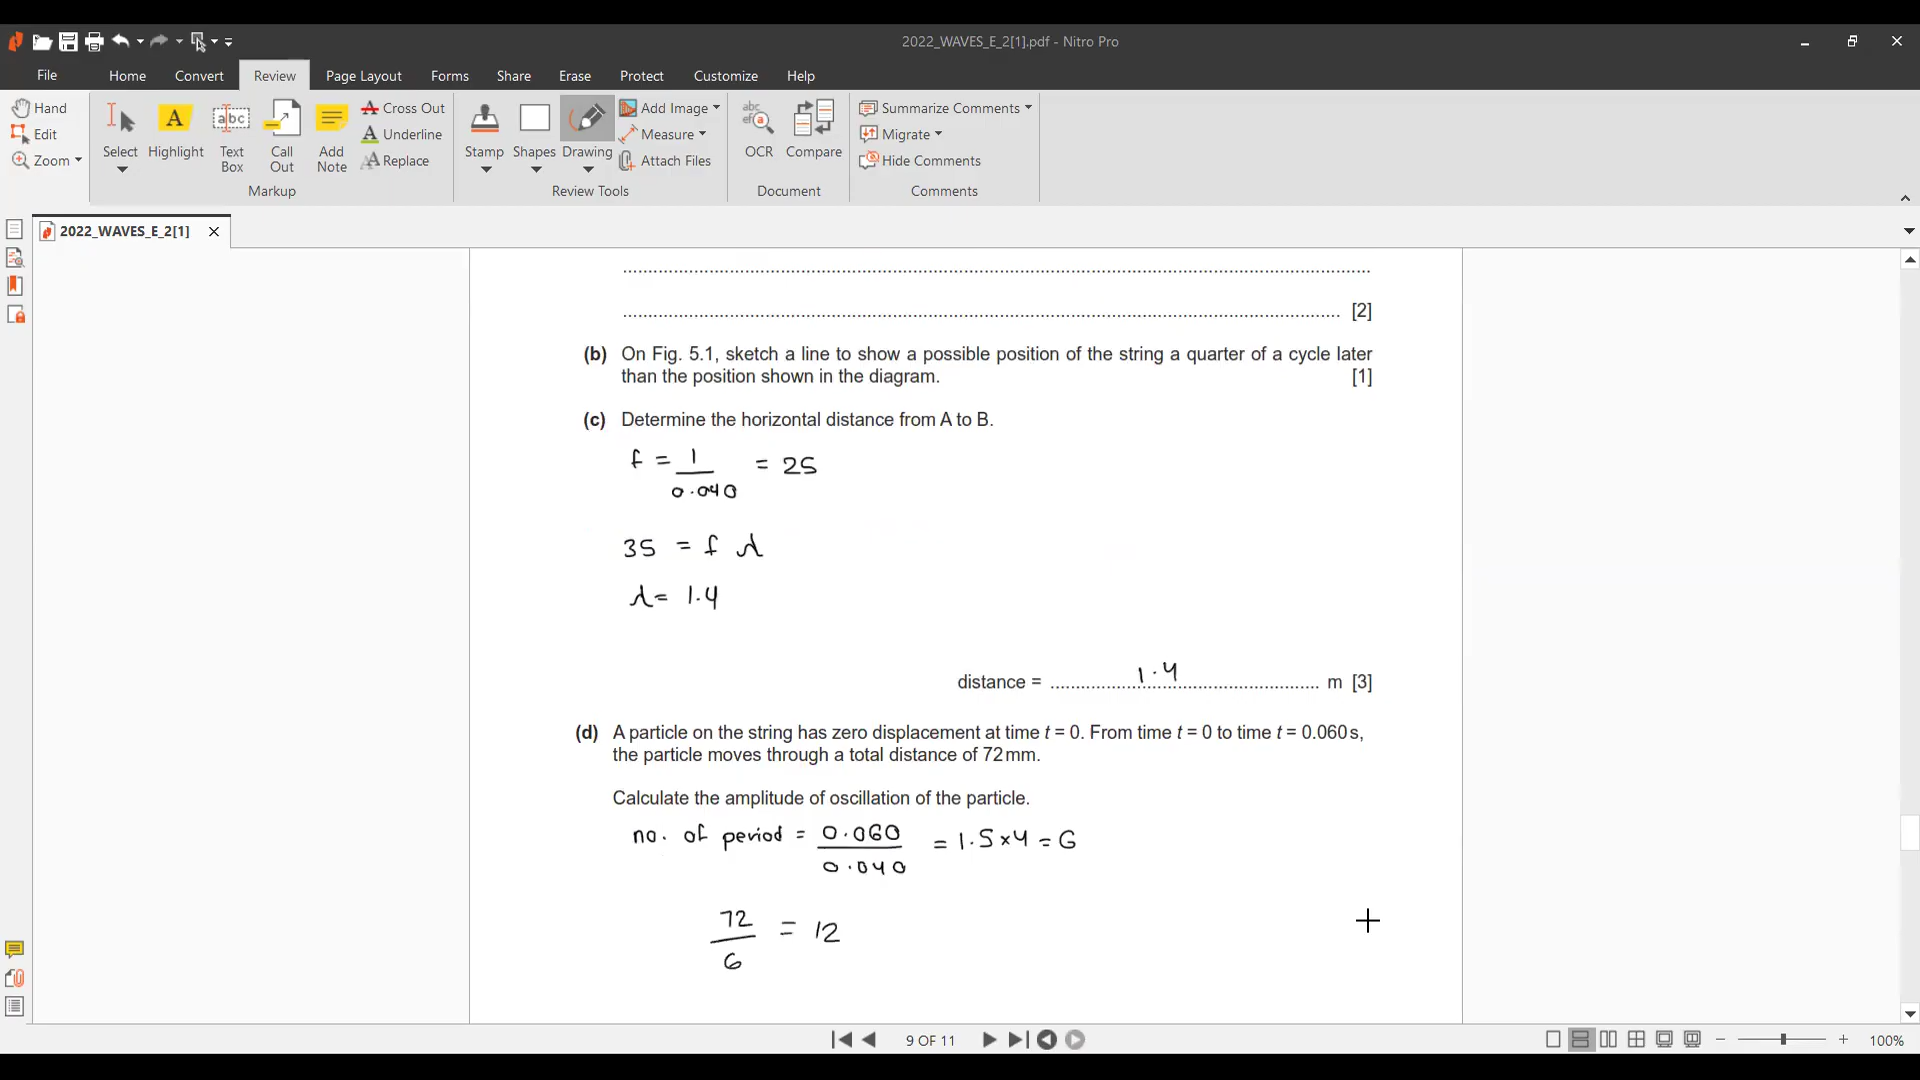 2022_WAVES_E_2[1].pdf - Nitro Pro
File Home Convert Review Page Layout Forms Share Erase Protect Customize Help
Hand
Edit
Zoom
Select
Highlight
Text Box
Call Out
Add Note
Cross Out
Underline
Replace
Markup
Stamp
Shapes
Drawing
Add Image
Measure
Attach Files
Review Tools
OCR
Compare
Document
Summarize Comments
Migrate
Hide Comments
Comments
2022_WAVES_E_2[1]
[2]
(b) On Fig. 5.1, sketch a line to show a possible position of the string a quarter of a cycle later
than the position shown in the diagram. [1]
(c) Determine the horizontal distance from A to B.
f = 1 / 0.040 = 25
35 = f λ
λ = 1.4
distance = 1.4 m [3]
(d) A particle on the string has zero displacement at time t = 0. From time t = 0 to time t = 0.060 s,
the particle moves through a total distance of 72 mm.
Calculate the amplitude of oscillation of the particle.
no. of period = 0.060 / 0.040 = 1.5 × 4 = 6
72 / 6 = 12
9 OF 11
100%